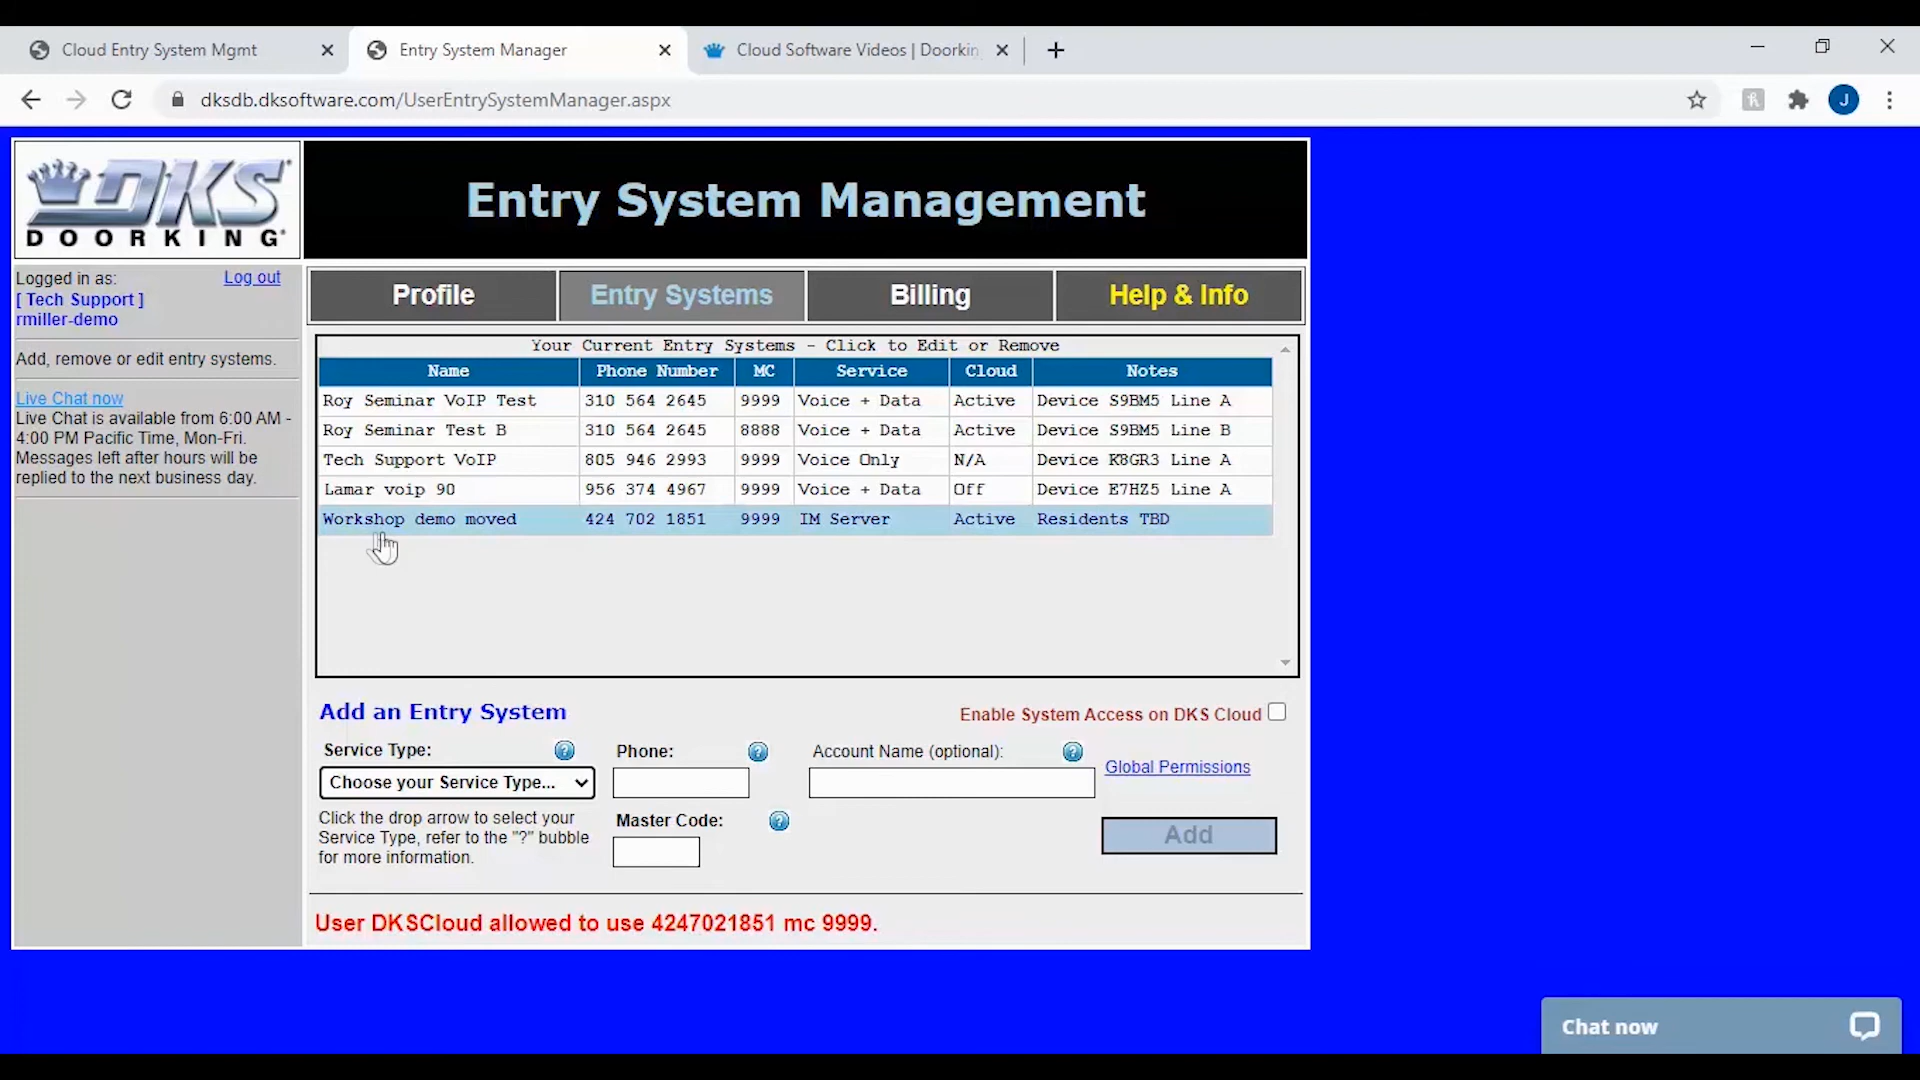 Cloud Entry System Mgmt
Entry System Manager
Cloud Software Videos | Doorkin
dksdb.dksoftware.com/UserEntrySystemManager.aspx
J
DKS
DOORKING®
Entry System Management
Logged in as: Log out
[ Tech Support ]
rmiller-demo
Add, remove or edit entry systems.
Live Chat now
Live Chat is available from 6:00 AM -
4:00 PM Pacific Time, Mon-Fri.
Messages left after hours will be
replied to the next business day.
Profile Entry Systems Billing Help & Info
Your Current Entry Systems - Click to Edit or Remove
Name Phone Number MC Service Cloud Notes
Roy Seminar VoIP Test 310 564 2645 9999 Voice + Data Active Device S9BM5 Line A
Roy Seminar Test B 310 564 2645 8888 Voice + Data Active Device S9BM5 Line B
Tech Support VoIP 805 946 2993 9999 Voice Only N/A Device K8GR3 Line A
Lamar voip 90 956 374 4967 9999 Voice + Data Off Device E7HZ5 Line A
Workshop demo moved 424 702 1851 9999 IM Server Active Residents TBD
Add an Entry System
Enable System Access on DKS Cloud
Service Type: ? Phone: ? Account Name (optional): ?
Choose your Service Type...
Global Permissions
Click the drop arrow to select your
Service Type, refer to the "?" bubble
for more information.
Master Code: ?
Add
User DKSCloud allowed to use 4247021851 mc 9999.
Chat now